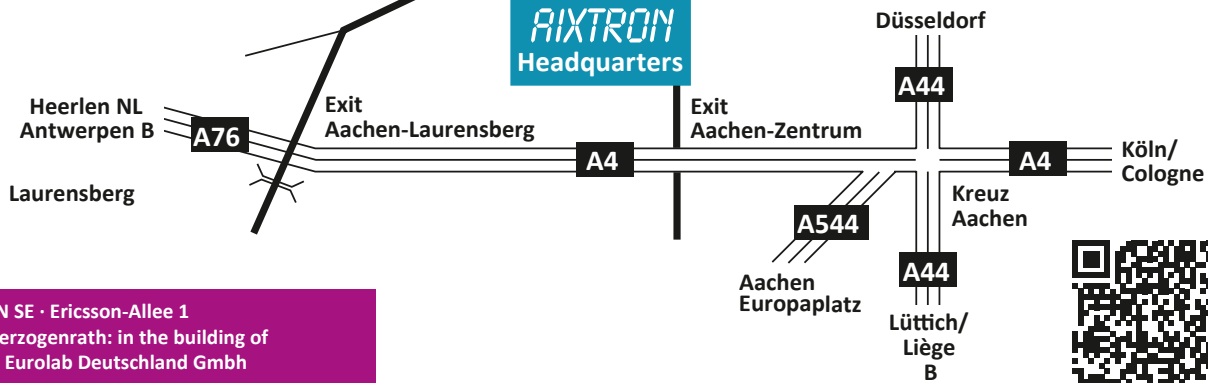 AIXTRON
Headquarters
Düsseldorf
A44
Heerlen NL
Antwerpen B
A76
Exit
Aachen-Laurensberg
Exit
Aachen-Zentrum
A4
A4
Köln/
Cologne
Laurensberg
Kreuz
Aachen
A544
A44
Aachen
Europaplatz
Lüttich/
Liège
B
N SE · Ericsson-Allee 1
erzogenrath: in the building of
Eurolab Deutschland Gmbh